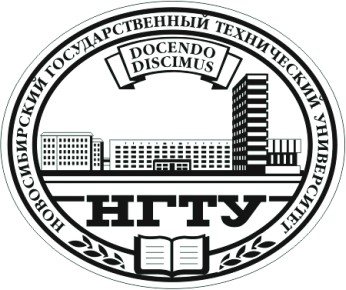 НОВОСИБИРСКИЙ ГОСУДАРСТВЕННЫЙ ТЕХНИЧЕСКИЙ УНИВЕРСИТЕТ
DOCENDO
DISCIMUS
НГТУ